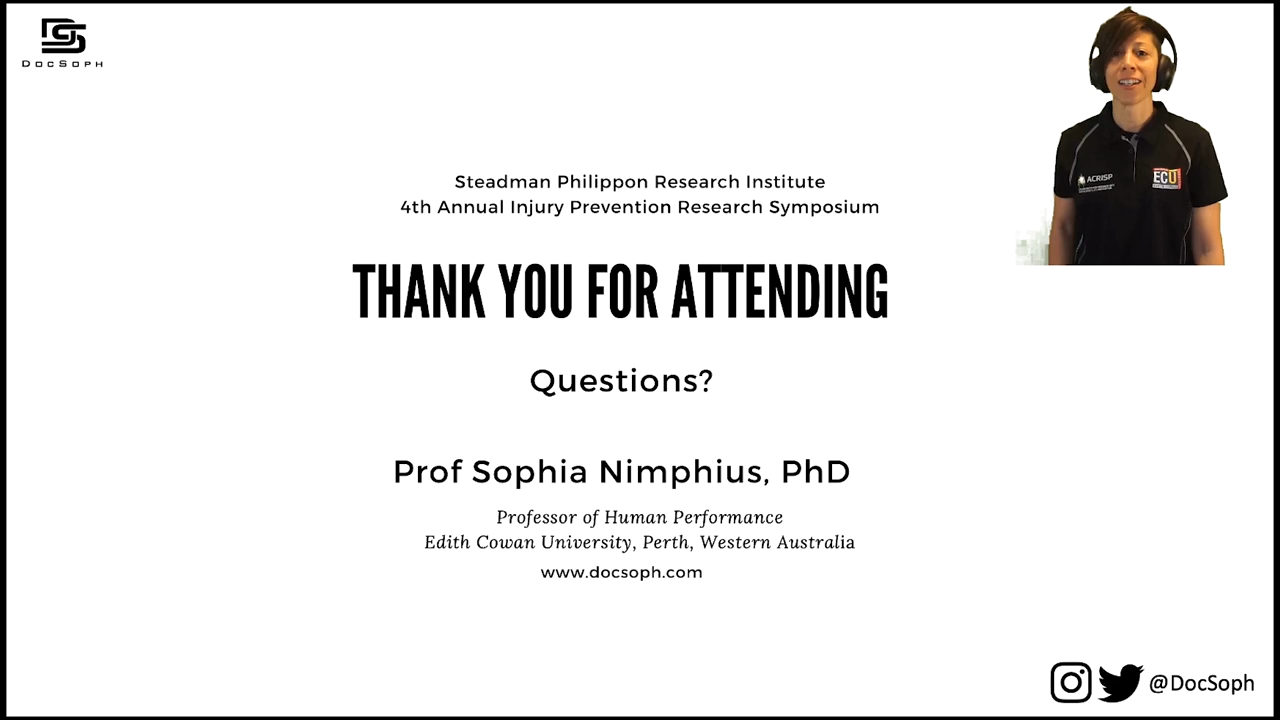 DocSoph
Steadman Philippon Research Institute
4th Annual Injury Prevention Research Symposium
THANK YOU FOR ATTENDING
Questions?
Prof Sophia Nimphius, PhD
Professor of Human Performance
Edith Cowan University, Perth, Western Australia
www.docsoph.com
ACRISP
ECU
@DocSoph